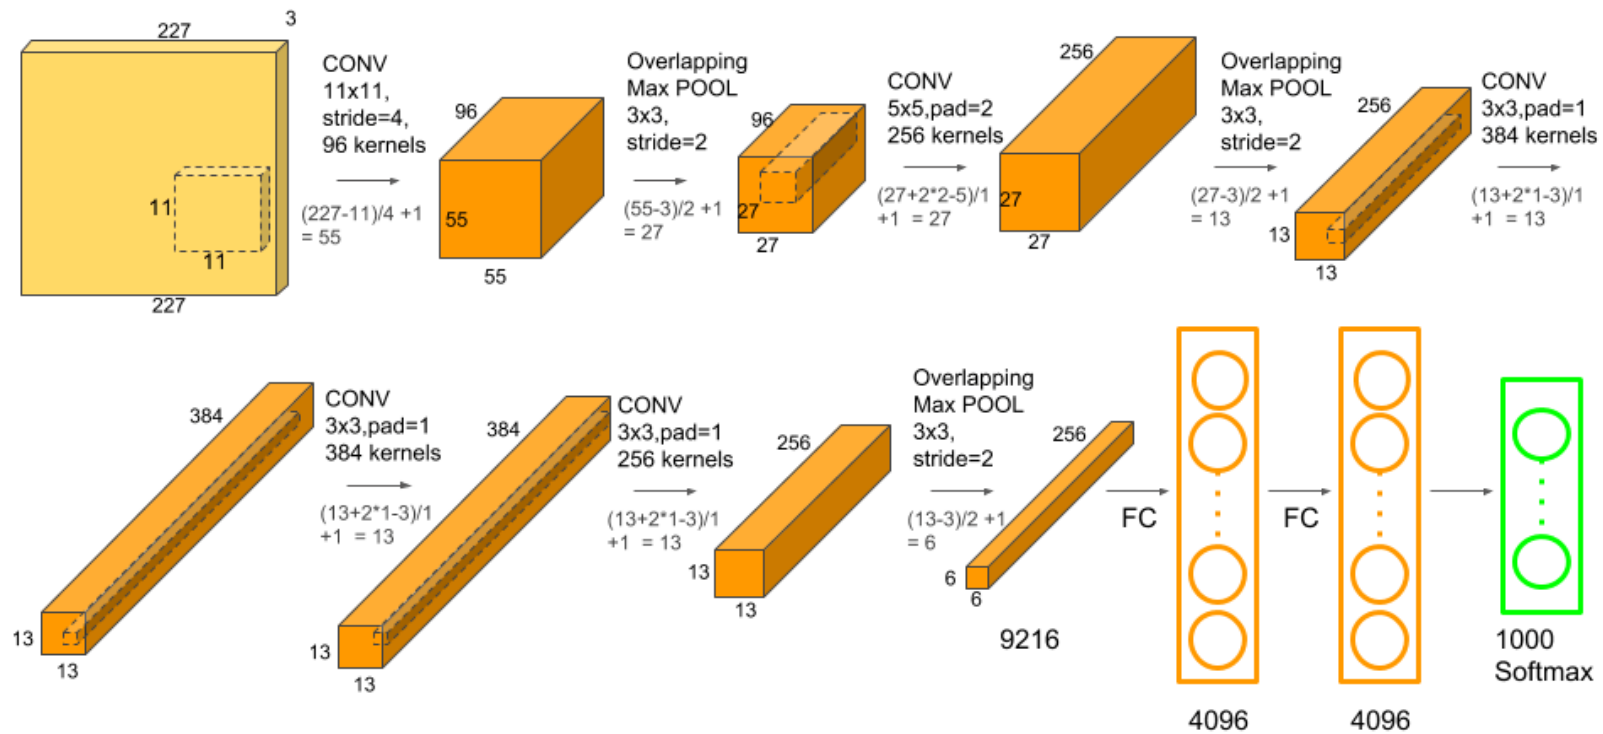 227
3
11
11
227
CONV
11x11,
stride=4,
96 kernels
(227-11)/4 +1
= 55
96
55
55
Overlapping
Max POOL
3x3,
stride=2
(55-3)/2 +1
= 27
96
27
27
CONV
5x5,pad=2
256 kernels
(27+2*2-5)/1
+1 = 27
256
27
27
Overlapping
Max POOL
3x3,
stride=2
(27-3)/2 +1
= 13
256
13
13
CONV
3x3,pad=1
384 kernels
(13+2*1-3)/1
+1 = 13
384
13
13
CONV
3x3,pad=1
384 kernels
(13+2*1-3)/1
+1 = 13
384
13
13
CONV
3x3,pad=1
256 kernels
(13+2*1-3)/1
+1 = 13
256
13
13
Overlapping
Max POOL
3x3,
stride=2
(13-3)/2 +1
= 6
256
6
6
9216
FC
4096
FC
4096
1000
Softmax